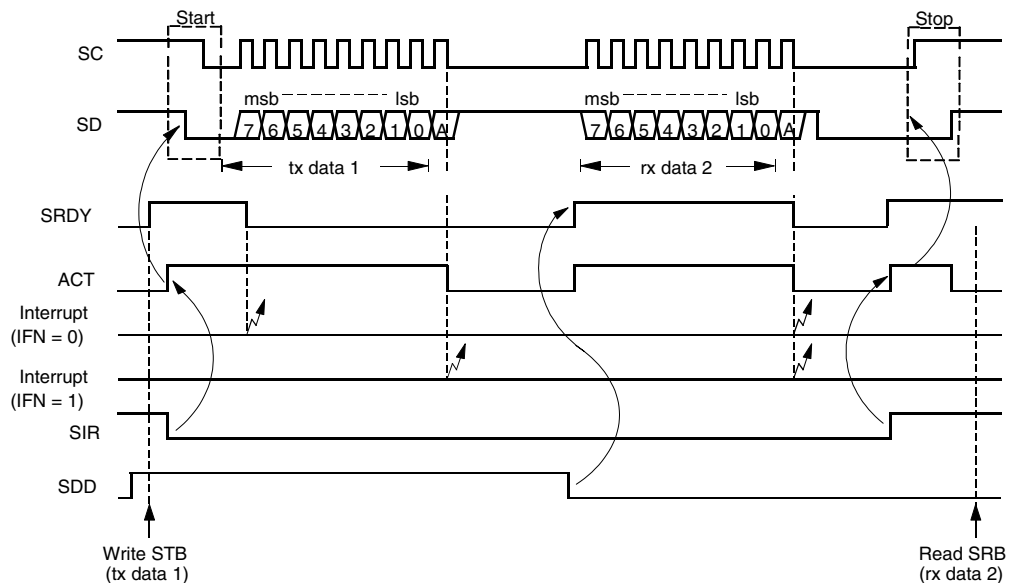 Start
Stop
SC
msb lsb
msb lsb
SD
7 6 5 4 3 2 1 0 A
7 6 5 4 3 2 1 0 A
tx data 1
rx data 2
SRDY
ACT
Interrupt
(IFN = 0)
Interrupt
(IFN = 1)
SIR
SDD
Write STB
(tx data 1)
Read SRB
(rx data 2)